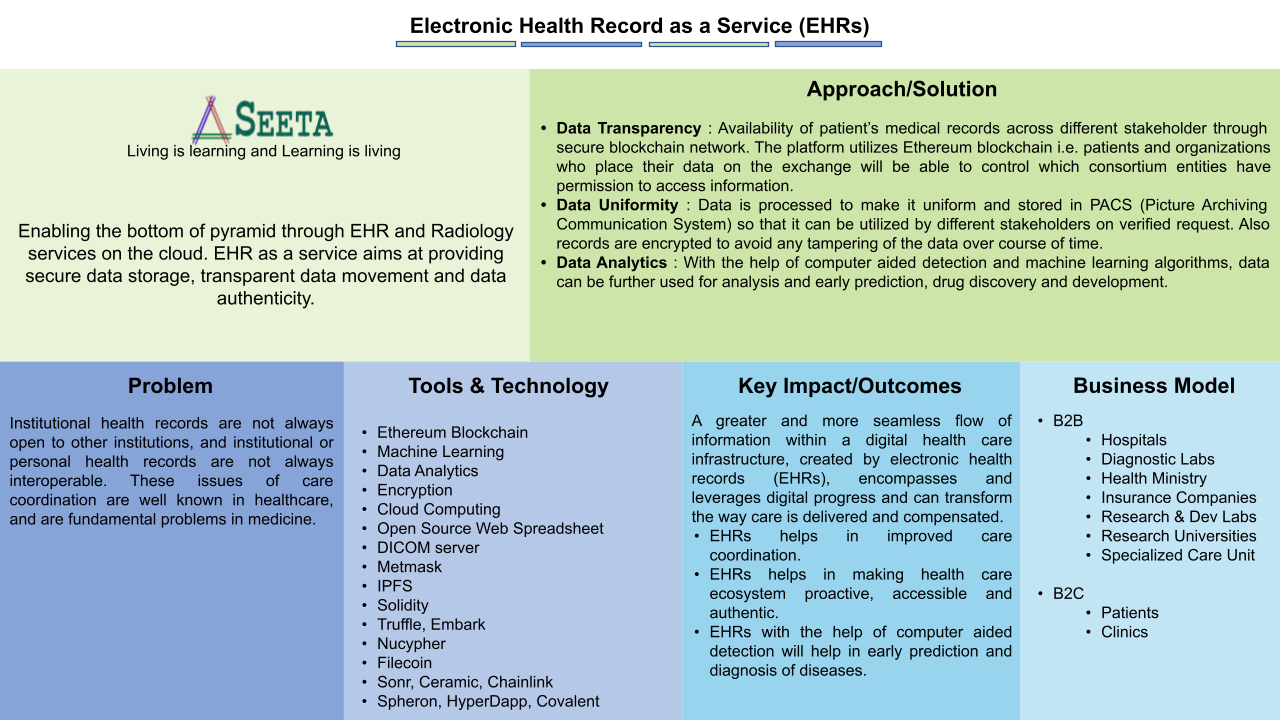 Electronic Health Record as a Service (EHRs)
SEETA
Living is learning and Learning is living
Enabling the bottom of pyramid through EHR and Radiology
services on the cloud. EHR as a service aims at providing
secure data storage, transparent data movement and data
authenticity.
Approach/Solution
• Data Transparency : Availability of patient's medical records across different stakeholder through
secure blockchain network. The platform utilizes Ethereum blockchain i.e. patients and organizations
who place their data on the exchange will be able to control which consortium entities have
permission to access information.
• Data Uniformity : Data is processed to make it uniform and stored in PACS (Picture Archiving
Communication System) so that it can be utilized by different stakeholders on verified request. Also
records are encrypted to avoid any tampering of the data over course of time.
• Data Analytics : With the help of computer aided detection and machine learning algorithms, data
can be further used for analysis and early prediction, drug discovery and development.
Problem
Institutional health records are not always
open to other institutions, and institutional or
personal health records are not always
interoperable. These issues of care
coordination are well known in healthcare,
and are fundamental problems in medicine.
Tools & Technology
• Ethereum Blockchain
• Machine Learning
• Data Analytics
• Encryption
• Cloud Computing
• Open Source Web Spreadsheet
• DICOM server
• Metmask
• IPFS
• Solidity
• Truffle, Embark
• Nucypher
• Filecoin
• Sonr, Ceramic, Chainlink
• Spheron, HyperDapp, Covalent
Key Impact/Outcomes
A greater and more seamless flow of
information within a digital health care
infrastructure, created by electronic health
records (EHRs), encompasses and
leverages digital progress and can transform
the way care is delivered and compensated.
• EHRs helps in improved care
coordination.
• EHRs helps in making health care
ecosystem proactive, accessible and
authentic.
• EHRs with the help of computer aided
detection will help in early prediction and
diagnosis of diseases.
Business Model
• B2B
• Hospitals
• Diagnostic Labs
• Health Ministry
• Insurance Companies
• Research & Dev Labs
• Research Universities
• Specialized Care Unit
• B2C
• Patients
• Clinics